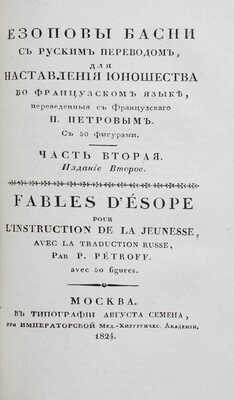 ЕЗОПОВЫ БАСНИ
СЪ РУСКИМЪ ПЕРЕВОДОМЪ,
ДЛЯ
НАСТАВЛЕНІЯ ЮНОШЕСТВА
ВО ФРАНЦУЗСКОМЪ ЯЗЫКѢ,
переведенныя съ Французскаго
П. ПЕТРОВЫМЪ.
Съ 50 фигурами.
ЧАСТЬ ВТОРАЯ.
Изданіе Второе.
FABLES D'ÉSOPE
POUR
L'INSTRUCTION DE LA JEUNESSE,
AVEC LA TRADUCTION RUSSE,
PAR P. PÉTROFF.
avec 50 figures.
МОСКВА.
ВЪ ТИПОГРАФІИ АВГУСТА СЕМЕНА,
при ИМПЕРАТОРСКОЙ Мед.-Хирургичес. Академіи,
1824.